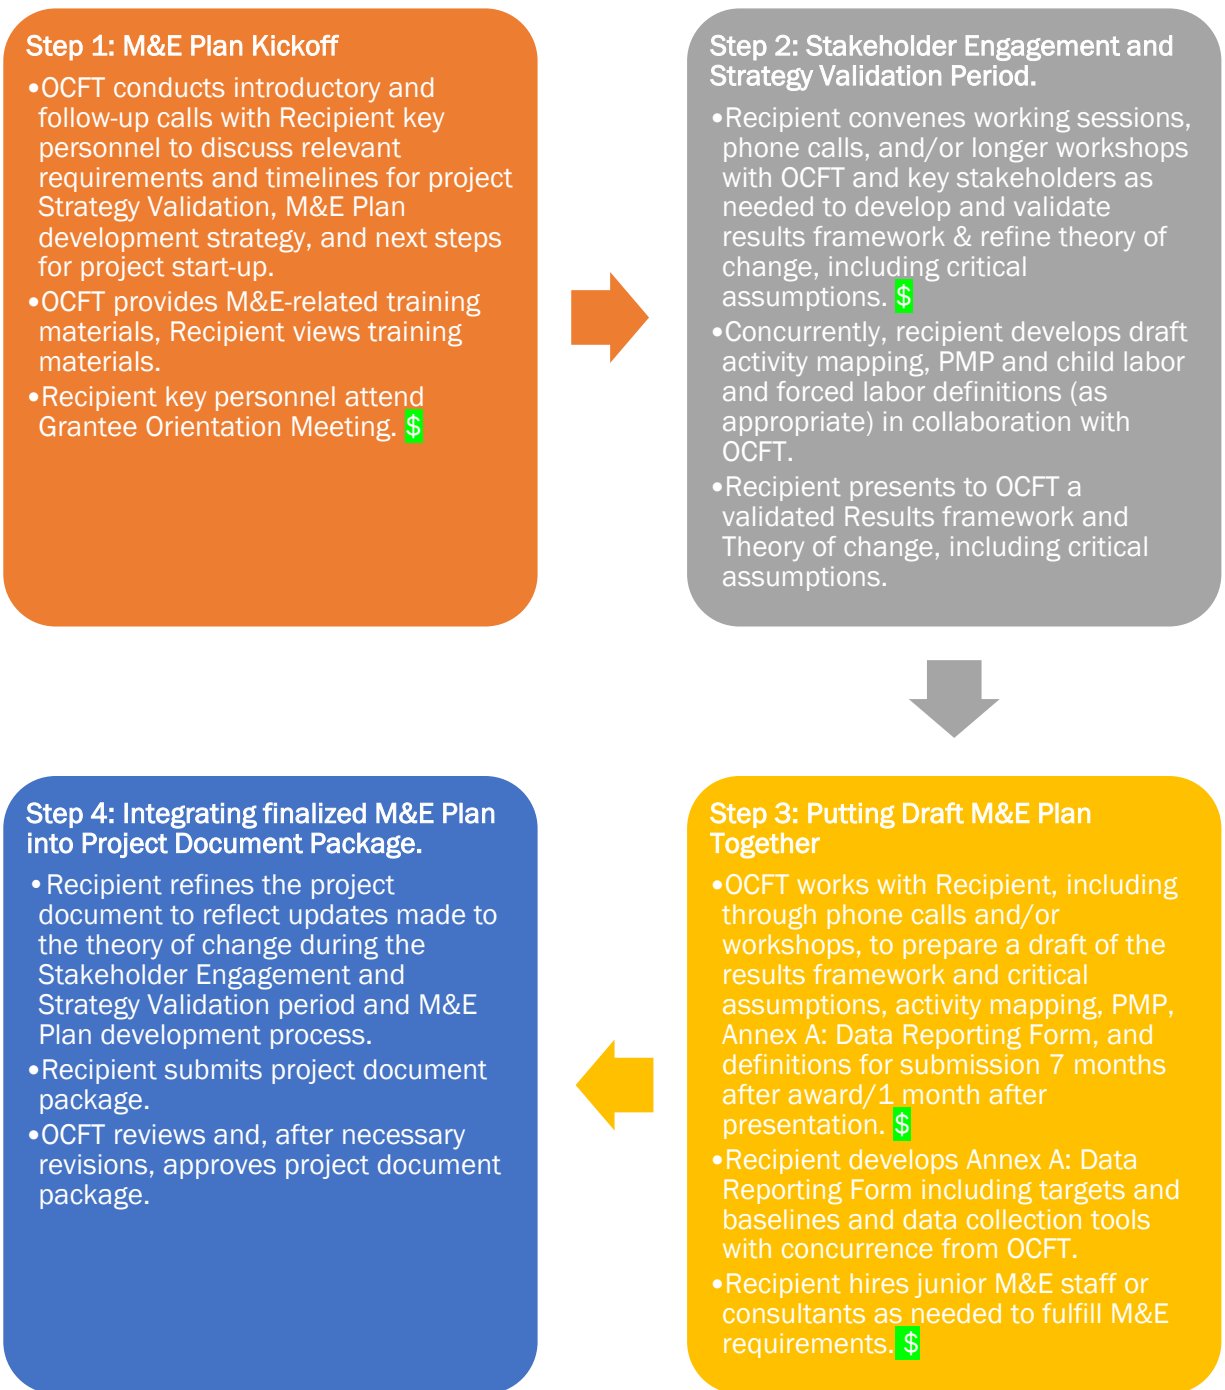 Step 1: M&E Plan Kickoff
•OCFT conducts introductory and
follow-up calls with Recipient key
personnel to discuss relevant
requirements and timelines for project
Strategy Validation, M&E Plan
development strategy, and next steps
for project start-up.
•OCFT provides M&E-related training
materials, Recipient views training
materials.
•Recipient key personnel attend
Grantee Orientation Meeting. $
Step 2: Stakeholder Engagement and
Strategy Validation Period.
•Recipient convenes working sessions,
phone calls, and/or longer workshops
with OCFT and key stakeholders as
needed to develop and validate
results framework & refine theory of
change, including critical
assumptions. $
•Concurrently, recipient develops draft
activity mapping, PMP and child labor
and forced labor definitions (as
appropriate) in collaboration with
OCFT.
•Recipient presents to OCFT a
validated Results framework and
Theory of change, including critical
assumptions.
Step 3: Putting Draft M&E Plan
Together
•OCFT works with Recipient, including
through phone calls and/or
workshops, to prepare a draft of the
results framework and critical
assumptions, activity mapping, PMP,
Annex A: Data Reporting Form, and
definitions for submission 7 months
after award/1 month after
presentation. $
•Recipient develops Annex A: Data
Reporting Form including targets and
baselines and data collection tools
with concurrence from OCFT.
•Recipient hires junior M&E staff or
consultants as needed to fulfill M&E
requirements. $
Step 4: Integrating finalized M&E Plan
into Project Document Package.
•Recipient refines the project
document to reflect updates made to
the theory of change during the
Stakeholder Engagement and
Strategy Validation period and M&E
Plan development process.
•Recipient submits project document
package.
•OCFT reviews and, after necessary
revisions, approves project document
package.